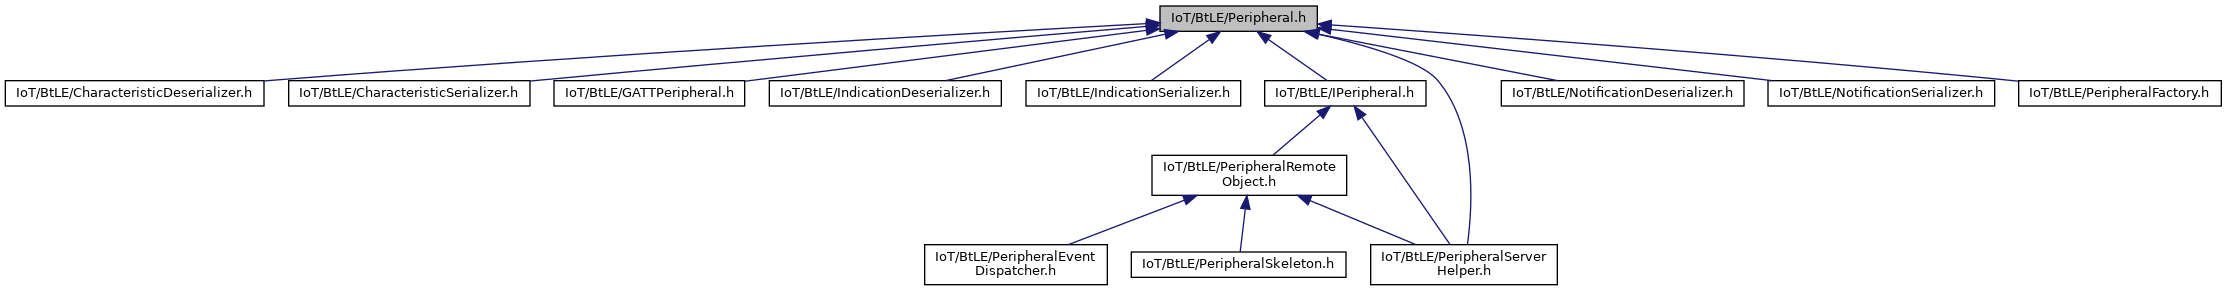 IoT/BtLE/Peripheral.h
IoT/BtLE/CharacteristicDeserializer.h
IoT/BtLE/CharacteristicSerializer.h
IoT/BtLE/GATTPeripheral.h
IoT/BtLE/IndicationDeserializer.h
IoT/BtLE/IndicationSerializer.h
IoT/BtLE/IPeripheral.h
IoT/BtLE/NotificationDeserializer.h
IoT/BtLE/NotificationSerializer.h
IoT/BtLE/PeripheralFactory.h
IoT/BtLE/PeripheralRemote
Object.h
IoT/BtLE/PeripheralEvent
Dispatcher.h
IoT/BtLE/PeripheralSkeleton.h
IoT/BtLE/PeripheralServer
Helper.h